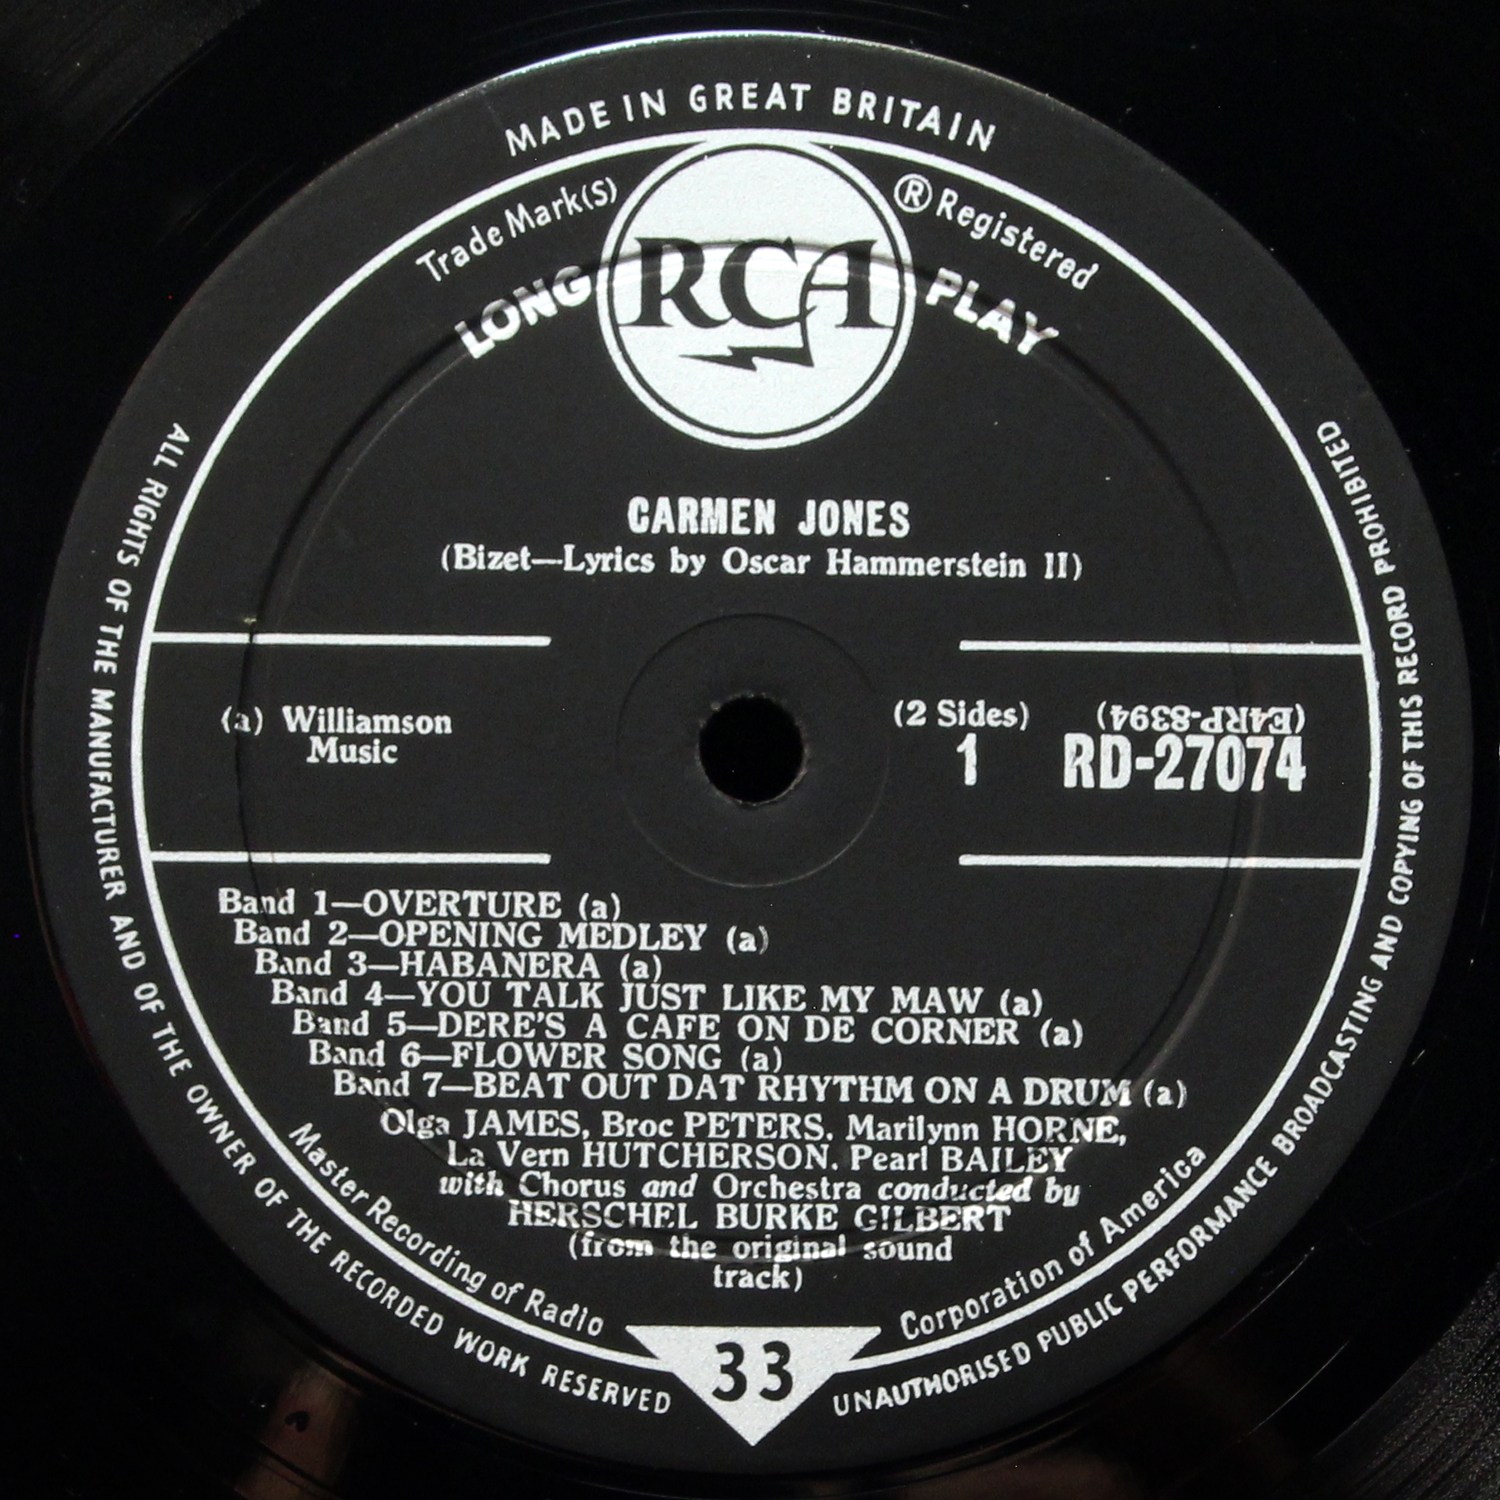 MADE IN GREAT BRITAIN
Trade Mark(s)
® Registered
LONG
RCA
PLAY
CARMEN JONES
(Bizet—Lyrics by Oscar Hammerstein II)
(a) Williamson
Music
(2 Sides)
1
(E4RP-8394)
RD-27074
Band 1—OVERTURE (a)
Band 2—OPENING MEDLEY (a)
Band 3—HABANERA (a)
Band 4—YOU TALK JUST LIKE MY MAW (a)
Band 5—DERE'S A CAFE ON DE CORNER (a)
Band 6—FLOWER SONG (a)
Band 7—BEAT OUT DAT RHYTHM ON A DRUM (a)
Olga JAMES, Broc PETERS, Marilynn HORNE,
La Vern HUTCHERSON, Pearl BAILEY
with Chorus and Orchestra conducted by
HERSCHEL BURKE GILBERT
(from the original sound
track)
Master Recording of Radio
Corporation of America
33
ALL RIGHTS OF THE MANUFACTURER AND OF THE OWNER OF THE RECORDED WORK RESERVED
UNAUTHORISED PUBLIC PERFORMANCE BROADCASTING AND COPYING OF THIS RECORD PROHIBITED